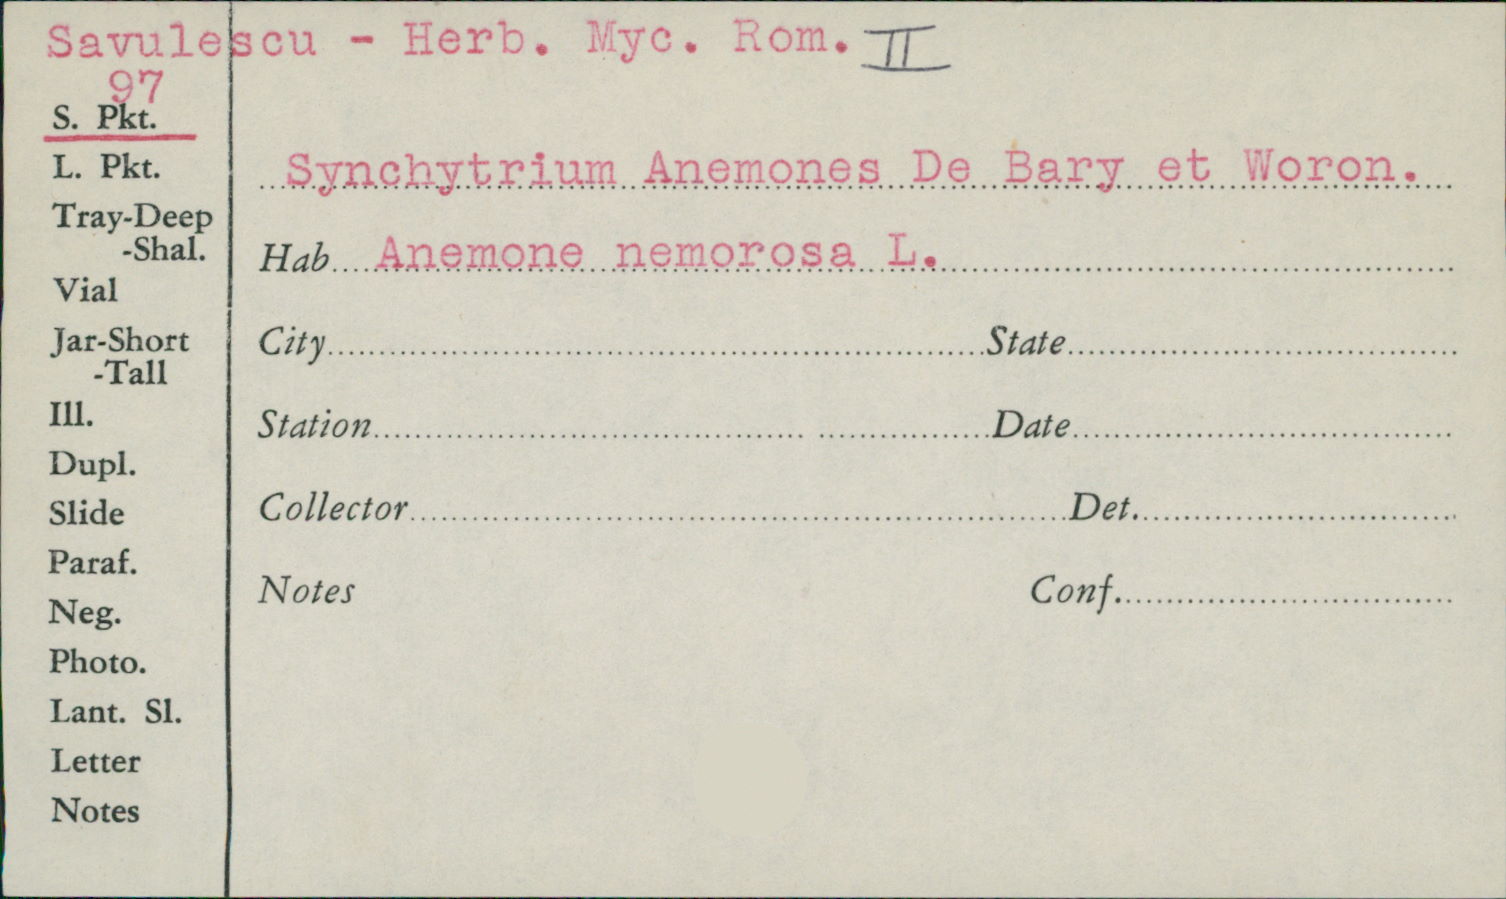 Savulescu - Herb. Myc. Rom. II
97
S. Pkt.
L. Pkt.
Tray-Deep
-Shal.
Vial
Jar-Short
-Tall
Ill.
Dupl.
Slide
Paraf.
Neg.
Photo.
Lant. Sl.
Letter
Notes
Synchytrium Anemones De Bary et Woron.
Hab Anemone nemorosa L.
City State
Station Date
Collector Det.
Notes Conf.